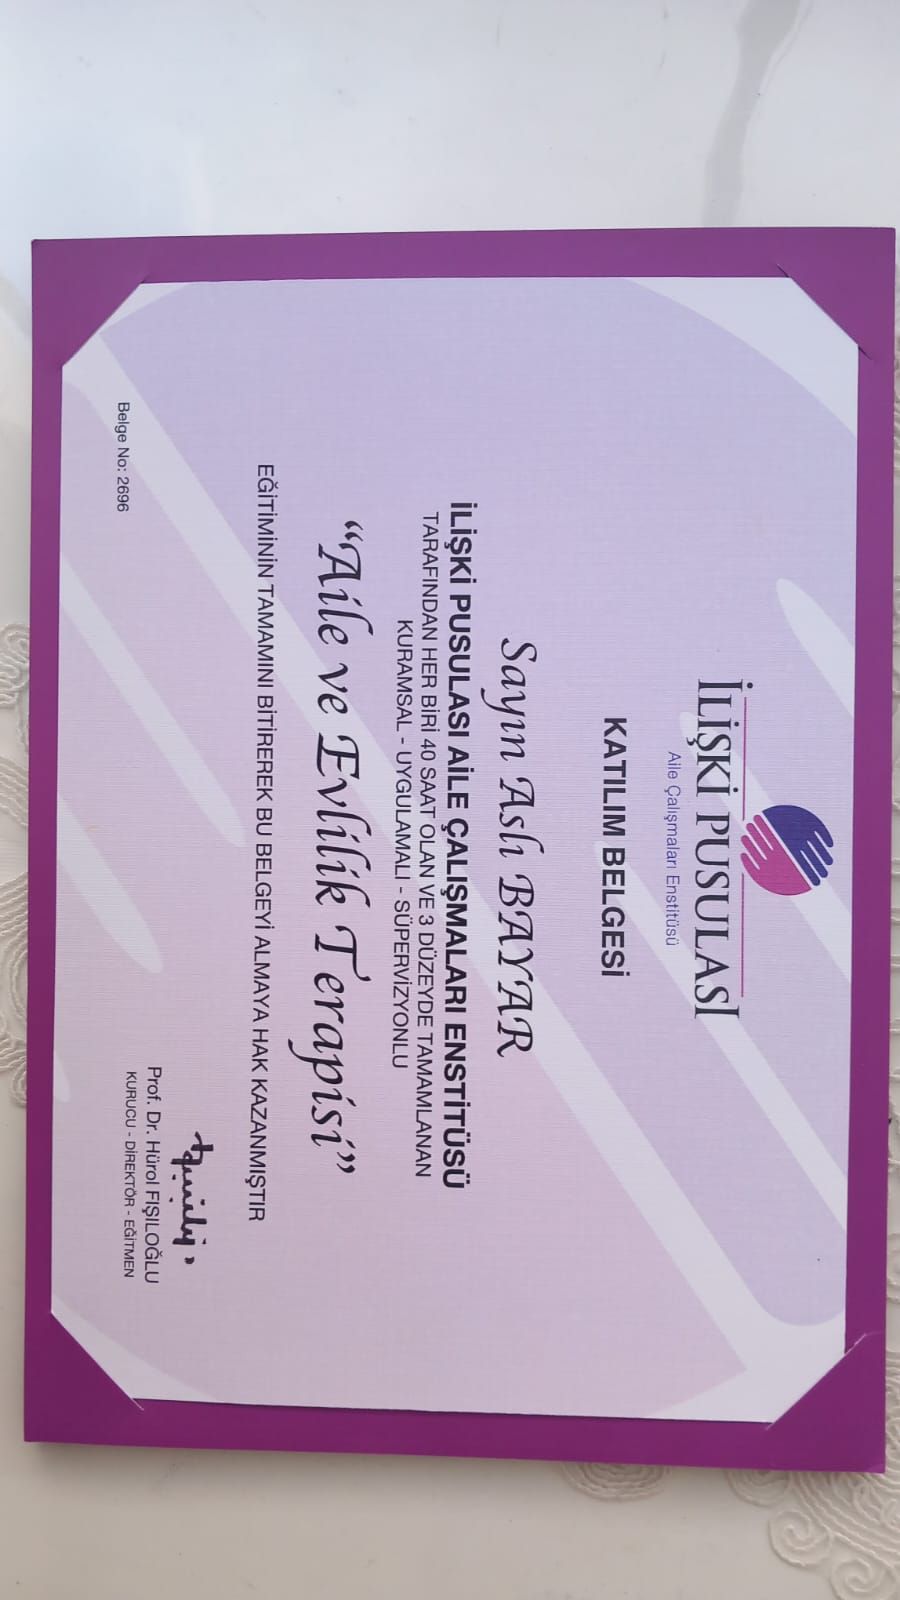 İLİŞKİ PUSULASI
Aile Çalışmaları Enstitüsü
KATILIM BELGESİ
Sayın Aslı BAYAR
İLİŞKİ PUSULASI AİLE ÇALIŞMALARI ENSTİTÜSÜ
TARAFINDAN HER BİRİ 40 SAAT OLAN VE 3 DÜZEYDE TAMAMLANAN
KURAMSAL - UYGULAMALI - SÜPERVİZYONLU
“Aile ve Evlilik Terapisi”
EĞİTİMİNİN TAMAMINI BİTİREREK BU BELGEYİ ALMAYA HAK KAZANMIŞTIR
Prof. Dr. Hürol FIŞILOĞLU
KURUCU - DİREKTÖR - EĞİTMEN
Belge No: 2696